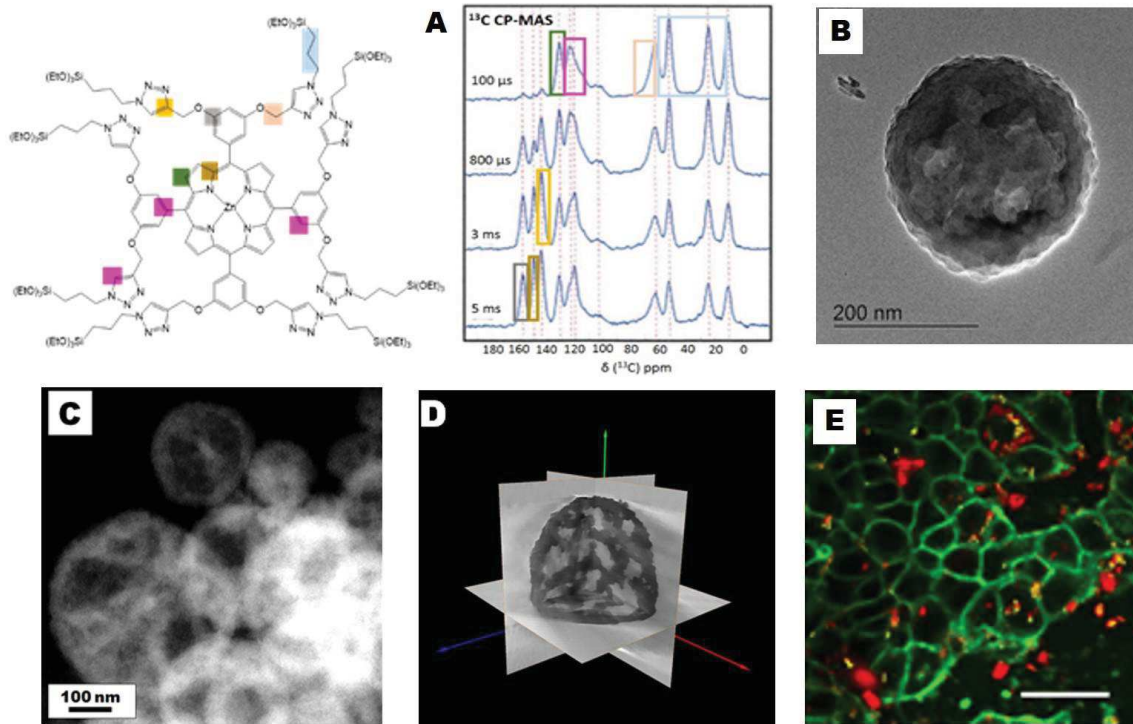 (EtO)₃Si
Si(OEt)₃
(EtO)₃Si
N N=N
N N=N
O
O
(EtO)₃Si
N N=N
N N=N
O
O
N
N
N
N
Zn
O
O
(EtO)₃Si
N N=N
N N=N
Si(OEt)₃
O
O
(EtO)₃Si
N N=N
N N=N
Si(OEt)₃
A
¹³C CP-MAS
100 µs
800 µs
3 ms
5 ms
180 160 140 120 100 80 60 40 20 0
δ (¹³C) ppm
B
200 nm
C
100 nm
D
E